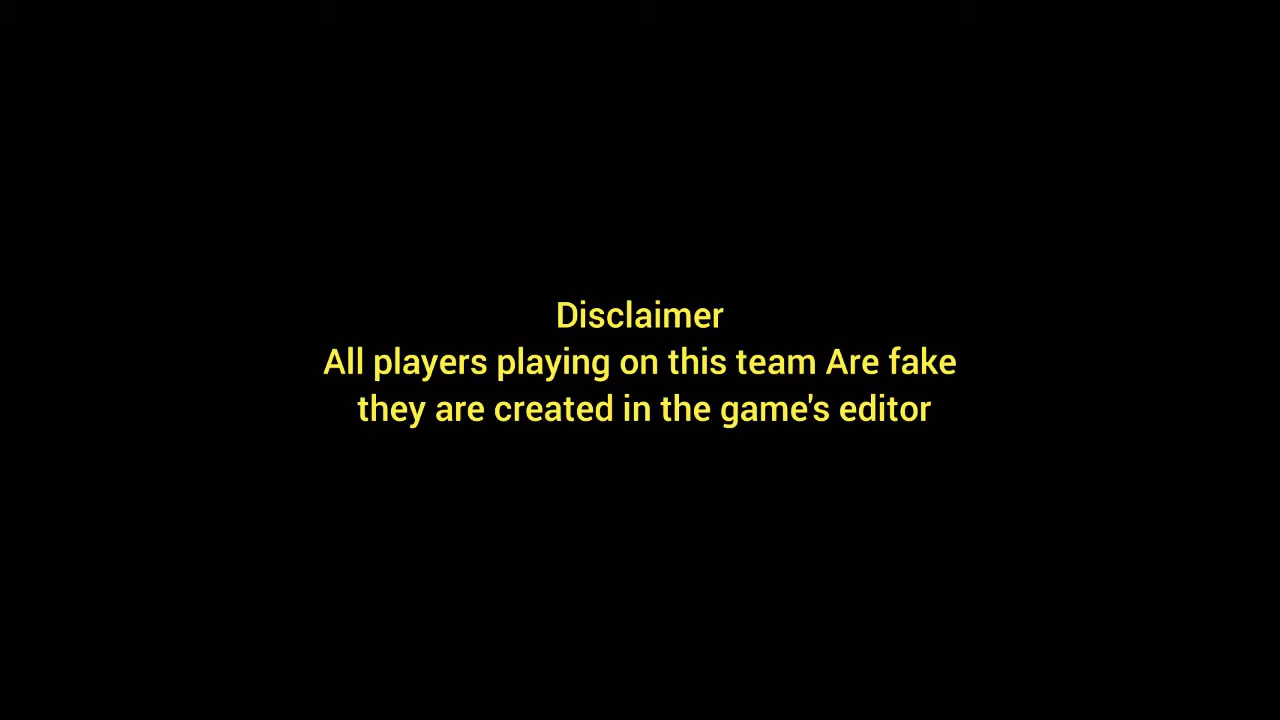 Disclaimer
All players playing on this team Are fake
they are created in the game's editor